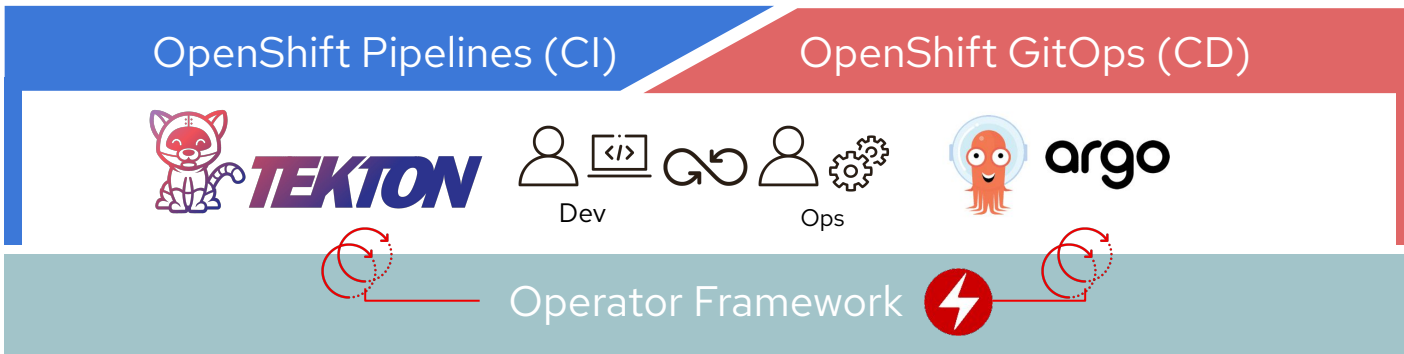 OpenShift Pipelines (CI)
OpenShift GitOps (CD)
TEKTON
</>
argo
Dev
Ops
Operator Framework